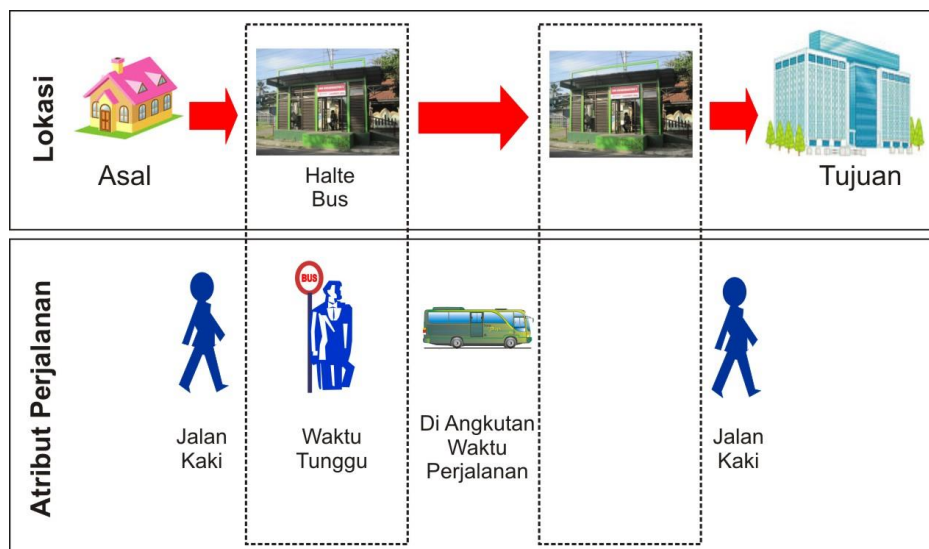 Lokasi
Asal
Halte
Bus
Tujuan
Atribut Perjalanan
BUS
Jalan
Kaki
Waktu
Tunggu
Di Angkutan
Waktu
Perjalanan
Jalan
Kaki